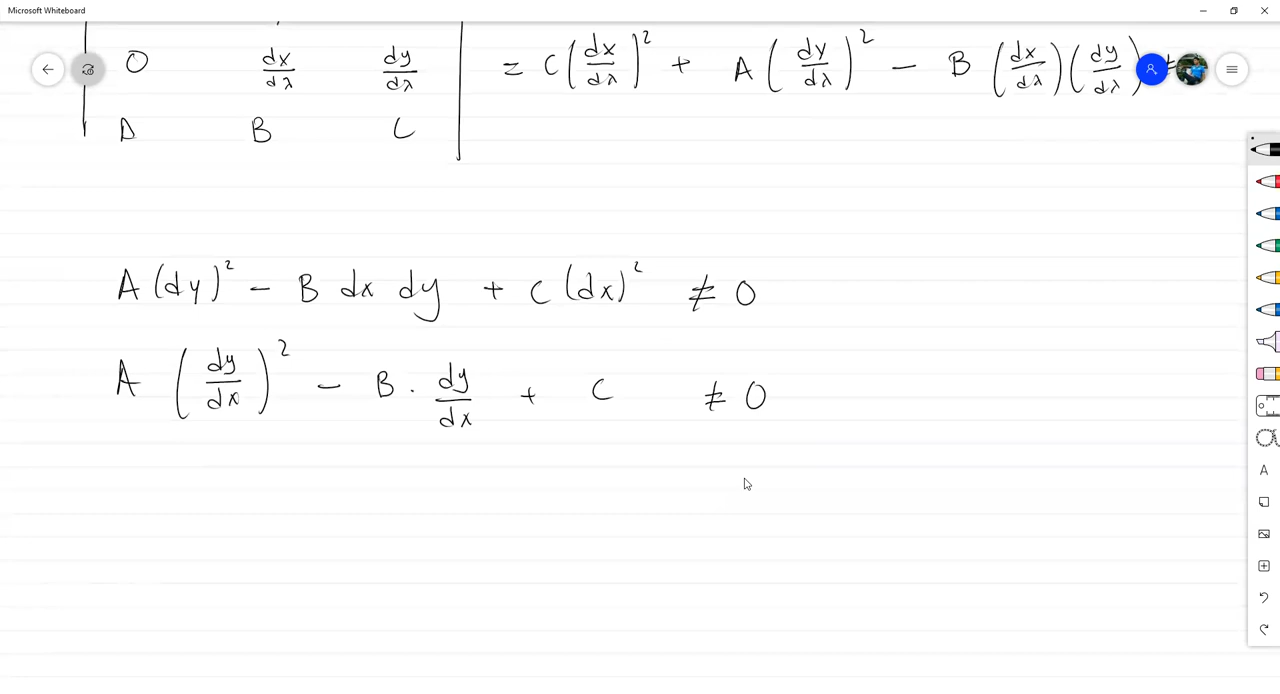 Microsoft Whiteboard
| 0 dx/dλ dy/dλ | = C(dx/dλ)² + A(dy/dλ)² - B(dx/dλ)(dy/dλ) ≠
A B C
A(dy)² - B dx dy + C(dx)² ≠ 0
A(dy/dx)² - B · dy/dx + C ≠ 0
A